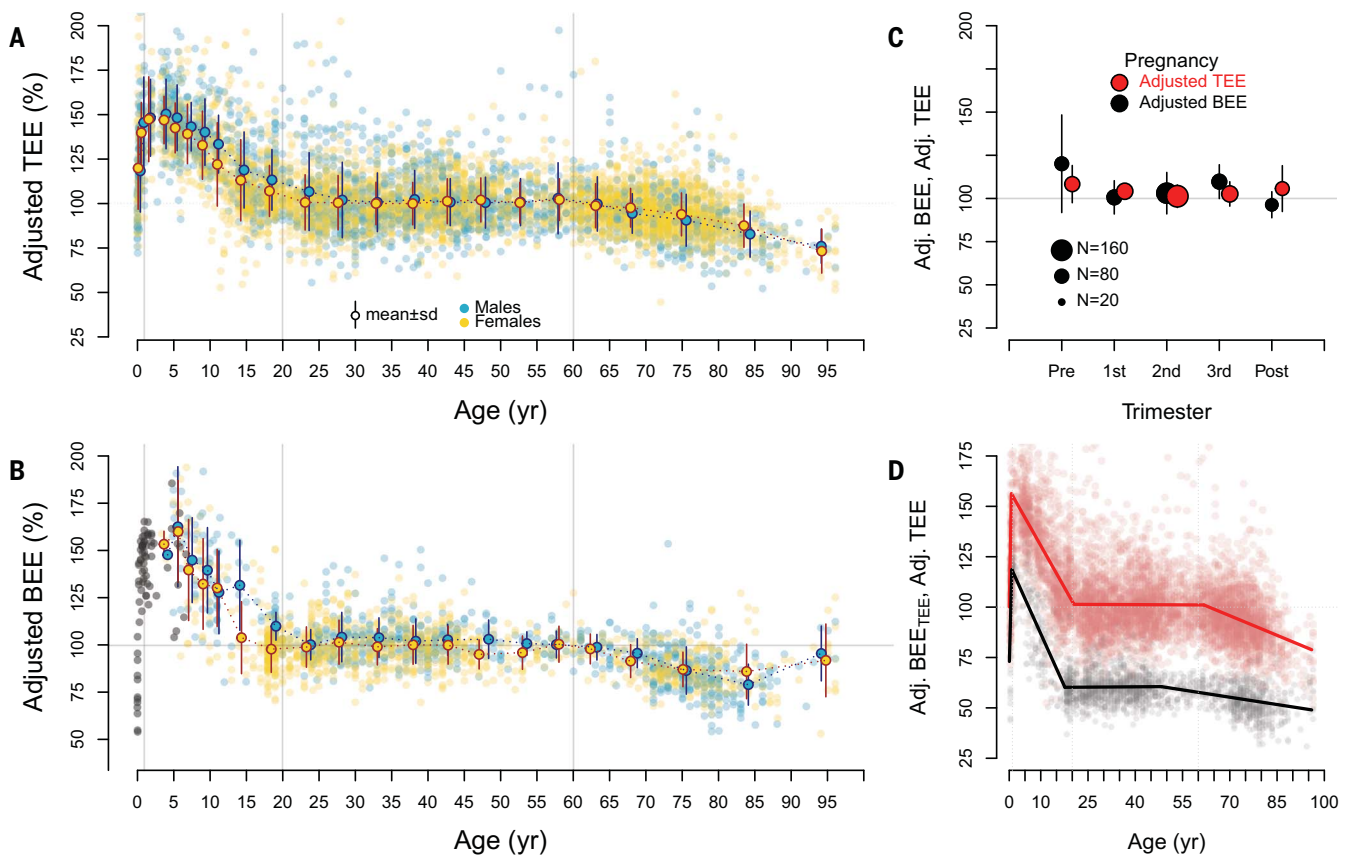 A
Adjusted TEE (%)
200
175
150
125
100
75
50
25
mean±sd
Males
Females
0 5 10 15 20 25 30 35 40 45 50 55 60 65 70 75 80 85 90 95
Age (yr)
B
Adjusted BEE (%)
200
175
150
125
100
75
50
0 5 10 15 20 25 30 35 40 45 50 55 60 65 70 75 80 85 90 95
Age (yr)
C
Adj. BEE, Adj. TEE
200
150
100
75
50
25
Pregnancy
Adjusted TEE
Adjusted BEE
N=160
N=80
N=20
Pre 1st 2nd 3rd Post
Trimester
D
Adj. BEETEE, Adj. TEE
175
150
125
100
75
50
25
0 10 25 40 55 70 85 100
Age (yr)